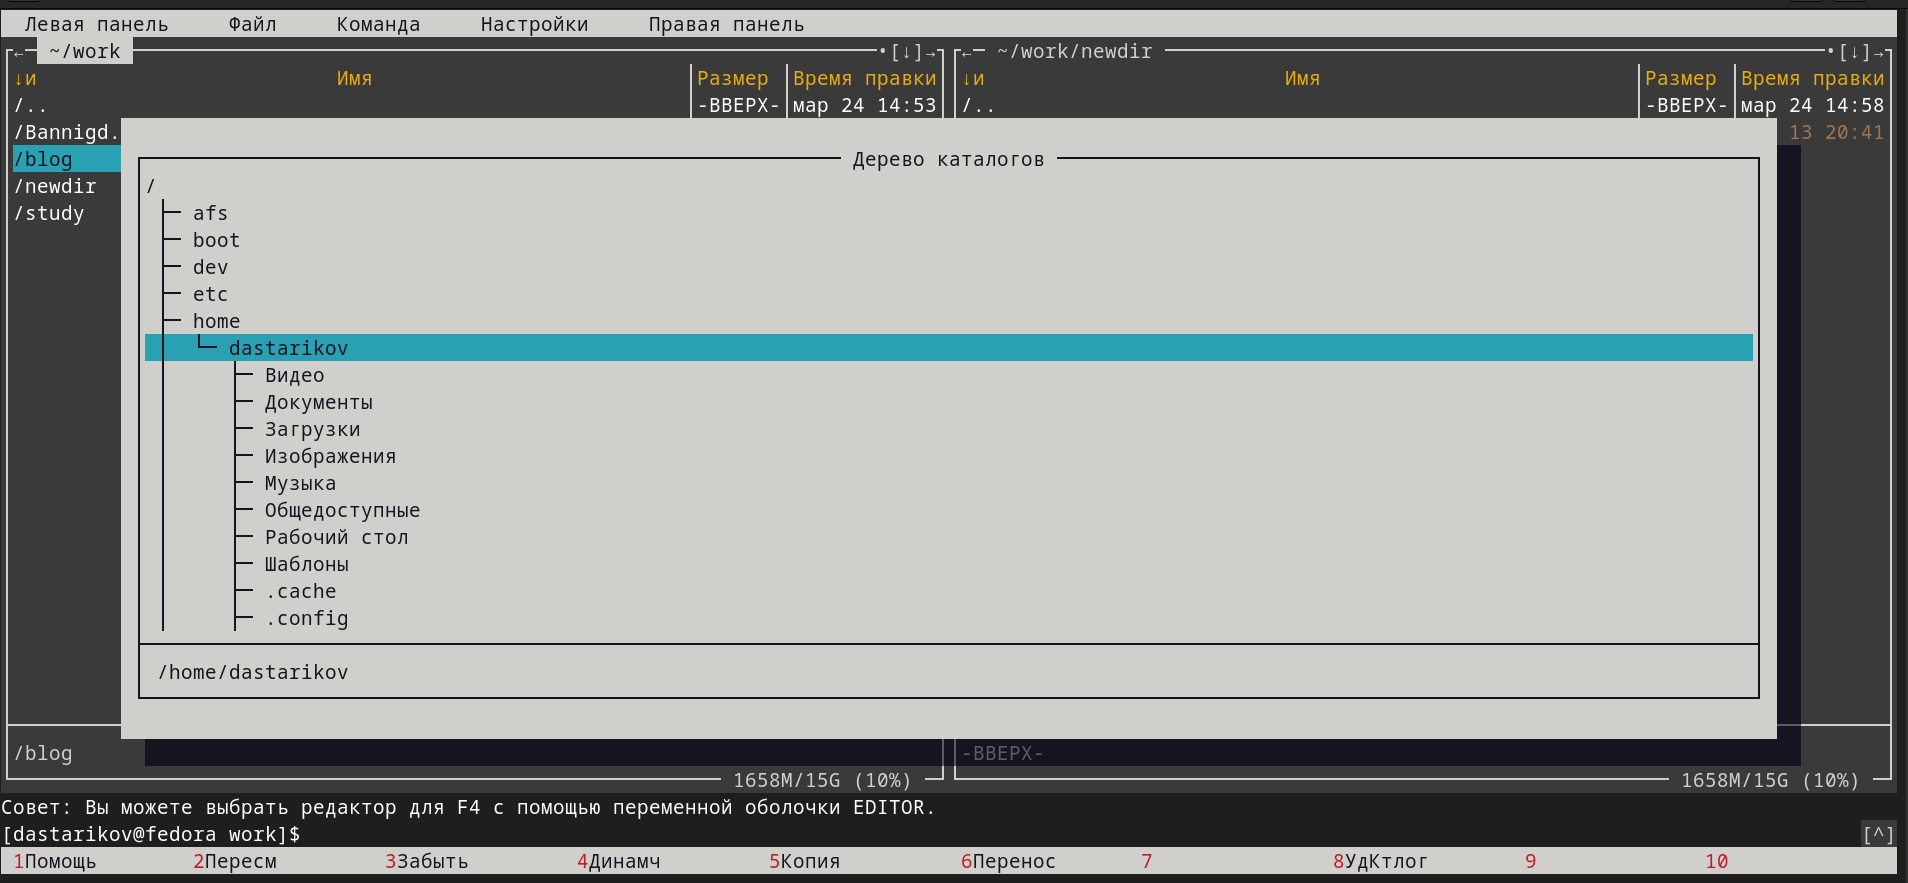 Левая панель Файл Команда Настройки Правая панель
~/work •[↓] ~/work/newdir •[↓]
↓и Имя Размер Время правки ↓и Имя Размер Время правки
/.. -ВВЕРХ- мар 24 14:53 /.. -ВВЕРХ- мар 24 14:58
/Bannigd. 13 20:41
/blog Дерево каталогов
/newdir /
/study afs
boot
dev
etc
home
dastarikov
Видео
Документы
Загрузки
Изображения
Музыка
Общедоступные
Рабочий стол
Шаблоны
.cache
.config
/home/dastarikov
/blog -ВВЕРХ-
1658M/15G (10%) 1658M/15G (10%)
Совет: Вы можете выбрать редактор для F4 с помощью переменной оболочки EDITOR.
[dastarikov@fedora work]$ [^]
1Помощь 2Пересм 3Забыть 4Динамч 5Копия 6Перенос 7 8УдКтлог 9 10